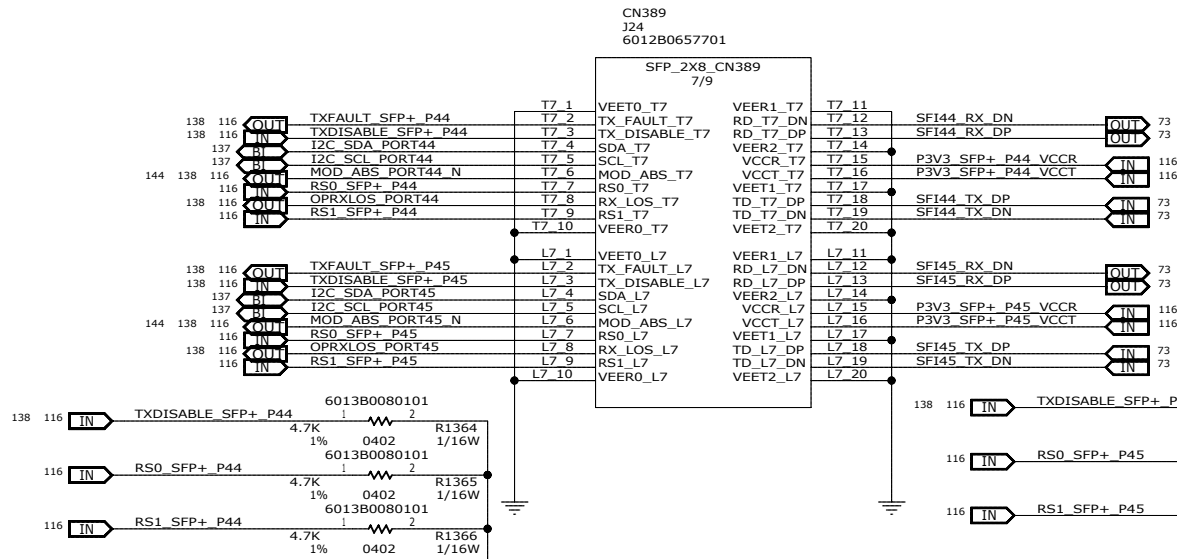 CN389
J24
6012B0657701
SFP_2X8_CN389
7/9
T7_1 VEET0_T7 VEER1_T7 T7_11
138 116 OUT TXFAULT_SFP+_P44 T7_2 TX_FAULT_T7 RD_T7_DN T7_12 SFI44_RX_DN OUT 73
138 116 IN TXDISABLE_SFP+_P44 T7_3 TX_DISABLE_T7 RD_T7_DP T7_13 SFI44_RX_DP OUT 73
137 BI I2C_SDA_PORT44 T7_4 SDA_T7 VEER2_T7 T7_14
137 BI I2C_SCL_PORT44 T7_5 SCL_T7 VCCR_T7 T7_15 P3V3_SFP+_P44_VCCR IN 116
144 138 116 OUT MOD_ABS_PORT44_N T7_6 MOD_ABS_T7 VCCT_T7 T7_16 P3V3_SFP+_P44_VCCT IN 116
116 IN RS0_SFP+_P44 T7_7 RS0_T7 VEET1_T7 T7_17
138 116 OUT OPRXLOS_PORT44 T7_8 RX_LOS_T7 TD_T7_DP T7_18 SFI44_TX_DP IN 73
116 IN RS1_SFP+_P44 T7_9 RS1_T7 TD_T7_DN T7_19 SFI44_TX_DN IN 73
T7_10 VEER0_T7 VEET2_T7 T7_20
L7_1 VEET0_L7 VEER1_L7 L7_11
138 116 OUT TXFAULT_SFP+_P45 L7_2 TX_FAULT_L7 RD_L7_DN L7_12 SFI45_RX_DN OUT 73
138 116 IN TXDISABLE_SFP+_P45 L7_3 TX_DISABLE_L7 RD_L7_DP L7_13 SFI45_RX_DP OUT 73
137 BI I2C_SDA_PORT45 L7_4 SDA_L7 VEER2_L7 L7_14
137 BI I2C_SCL_PORT45 L7_5 SCL_L7 VCCR_L7 L7_15 P3V3_SFP+_P45_VCCR IN 116
144 138 116 OUT MOD_ABS_PORT45_N L7_6 MOD_ABS_L7 VCCT_L7 L7_16 P3V3_SFP+_P45_VCCT IN 116
116 IN RS0_SFP+_P45 L7_7 RS0_L7 VEET1_L7 L7_17
138 116 OUT OPRXLOS_PORT45 L7_8 RX_LOS_L7 TD_L7_DP L7_18 SFI45_TX_DP IN 73
116 IN RS1_SFP+_P45 L7_9 RS1_L7 TD_L7_DN L7_19 SFI45_TX_DN IN 73
L7_10 VEER0_L7 VEET2_L7 L7_20
6013B0080101
138 116 IN TXDISABLE_SFP+_P44 1 2 138 116 IN TXDISABLE_SFP+_P
4.7K R1364
1% 0402 1/16W
6013B0080101
116 IN RS0_SFP+_P44 1 2 116 IN RS0_SFP+_P45
4.7K R1365
1% 0402 1/16W
6013B0080101
116 IN RS1_SFP+_P44 1 2 116 IN RS1_SFP+_P45
4.7K R1366
1% 0402 1/16W